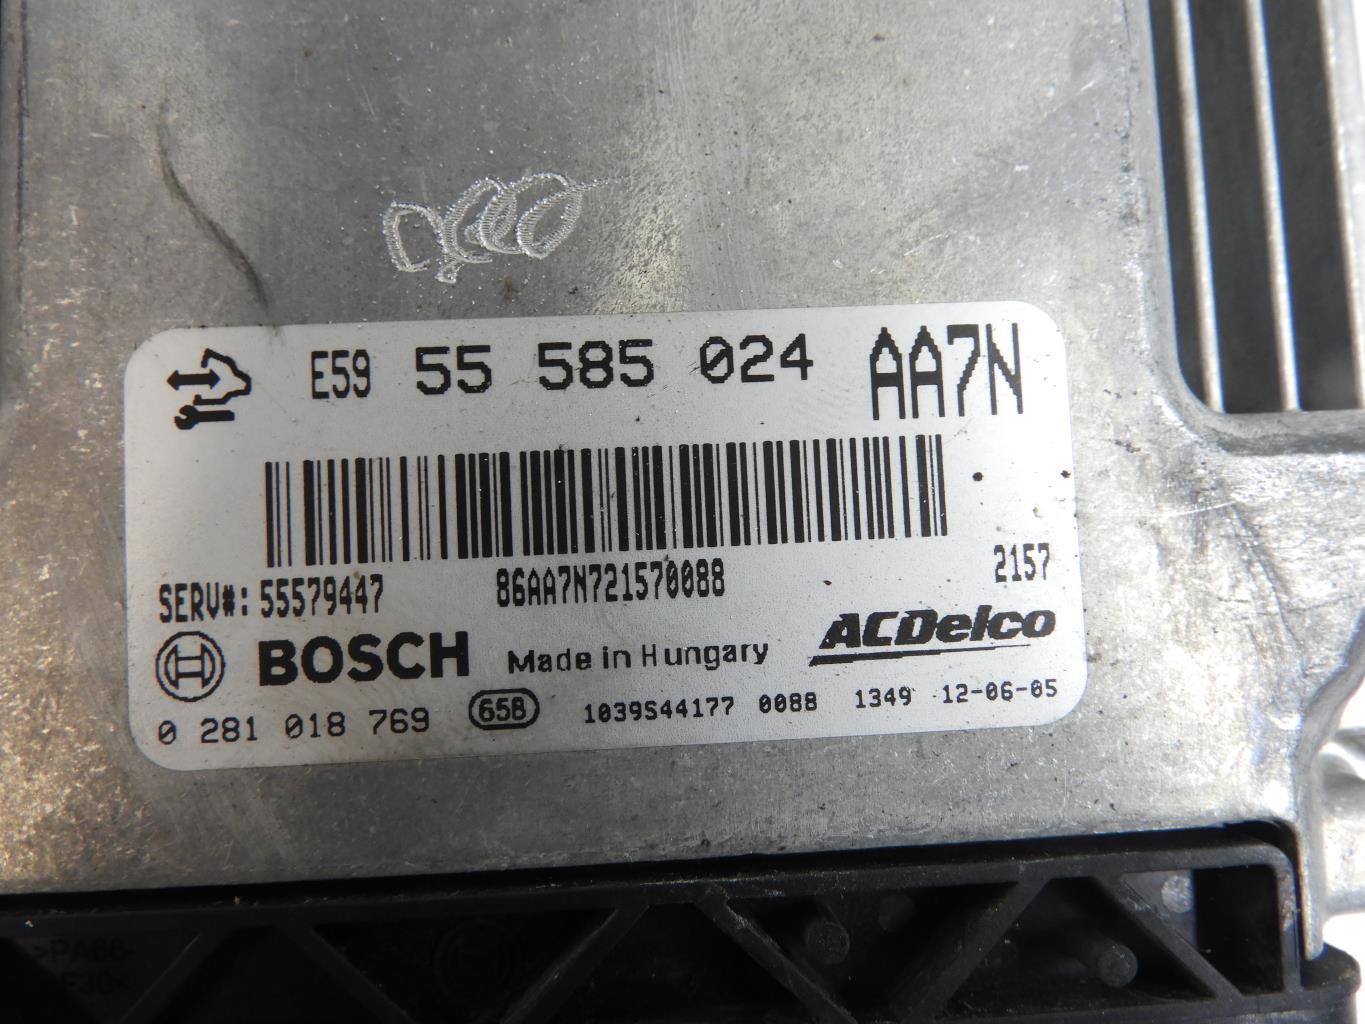 E59 55 585 024 AA7N
SERV#: 55579447 86AA7N721570088 2157
BOSCH Made in Hungary ACDelco
0 281 018 769 658 1039S44177 0088 1349 12-06-05
>PA66-